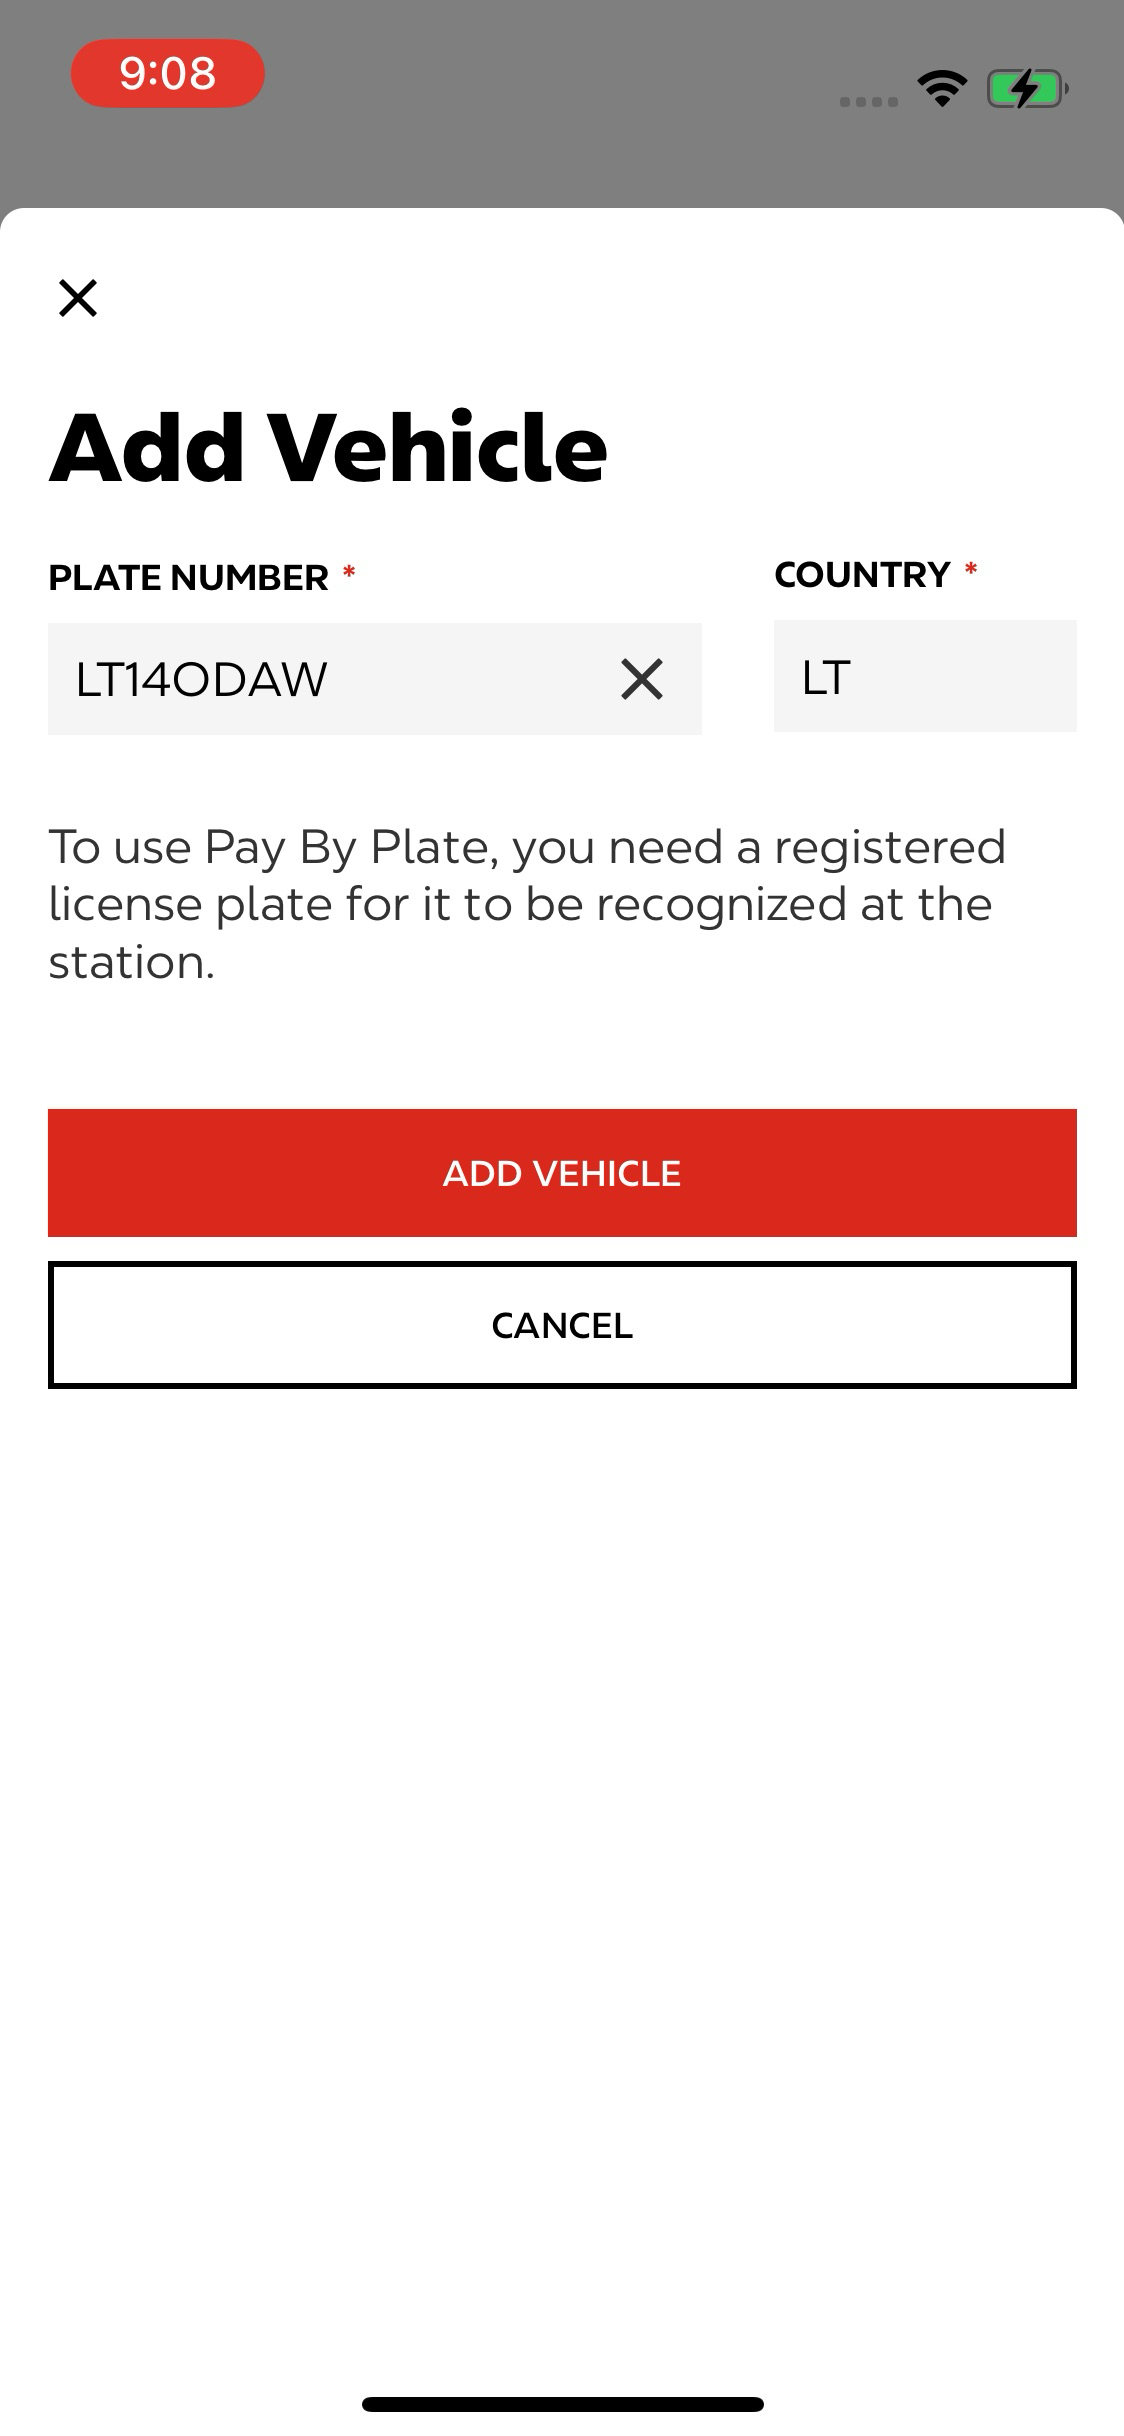 9:08
Add Vehicle
PLATE NUMBER *
COUNTRY *
LT14ODAW
LT
To use Pay By Plate, you need a registered
license plate for it to be recognized at the
station.
ADD VEHICLE
CANCEL